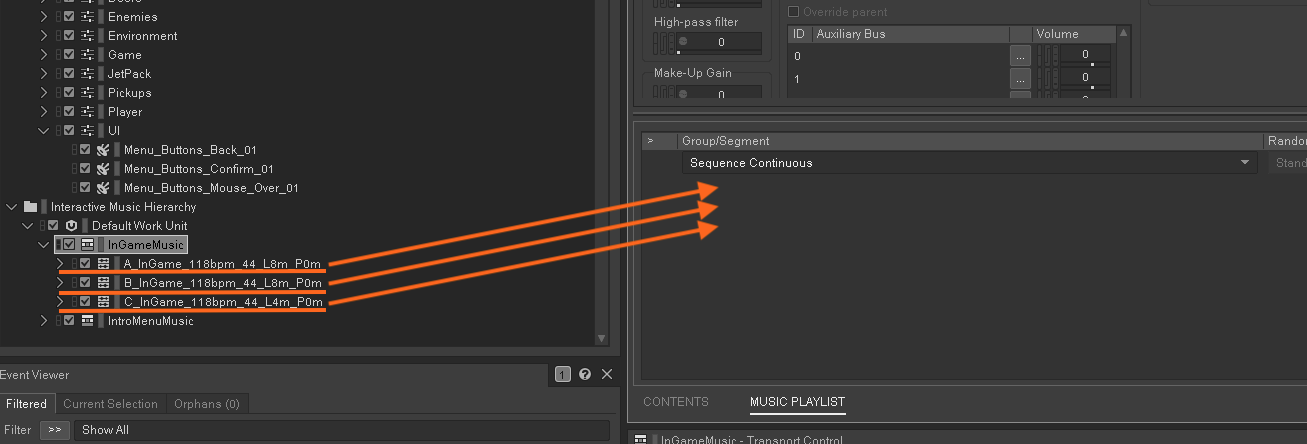 Enemies
Environment
Game
JetPack
Pickups
Player
UI
Menu_Buttons_Back_01
Menu_Buttons_Confirm_01
Menu_Buttons_Mouse_Over_01
Interactive Music Hierarchy
Default Work Unit
InGameMusic
A_InGame_118bpm_44_L8m_P0m
B_InGame_118bpm_44_L8m_P0m
C_InGame_118bpm_44_L4m_P0m
IntroMenuMusic
Event Viewer
1
Filtered Current Selection Orphans (0)
Filter >> Show All
High-pass filter
0
Make-Up Gain
0
Override parent
ID Auxiliary Bus Volume
0 ... 0
1 ... 0
> Group/Segment Rando
Sequence Continuous Stand
CONTENTS MUSIC PLAYLIST
InGameMusic - Transport Control